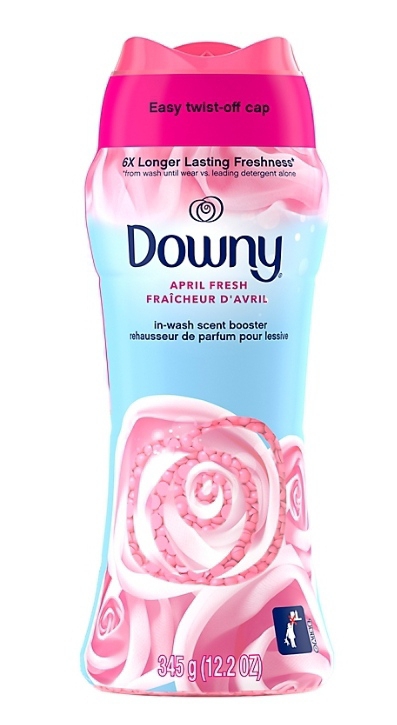 Easy twist-off cap
6X Longer Lasting Freshness*
*from wash until wear vs. leading detergent alone
Downy®
APRIL FRESH
FRAÎCHEUR D'AVRIL
in-wash scent booster
rehausseur de parfum pour lessive
345 g (12.2 OZ)